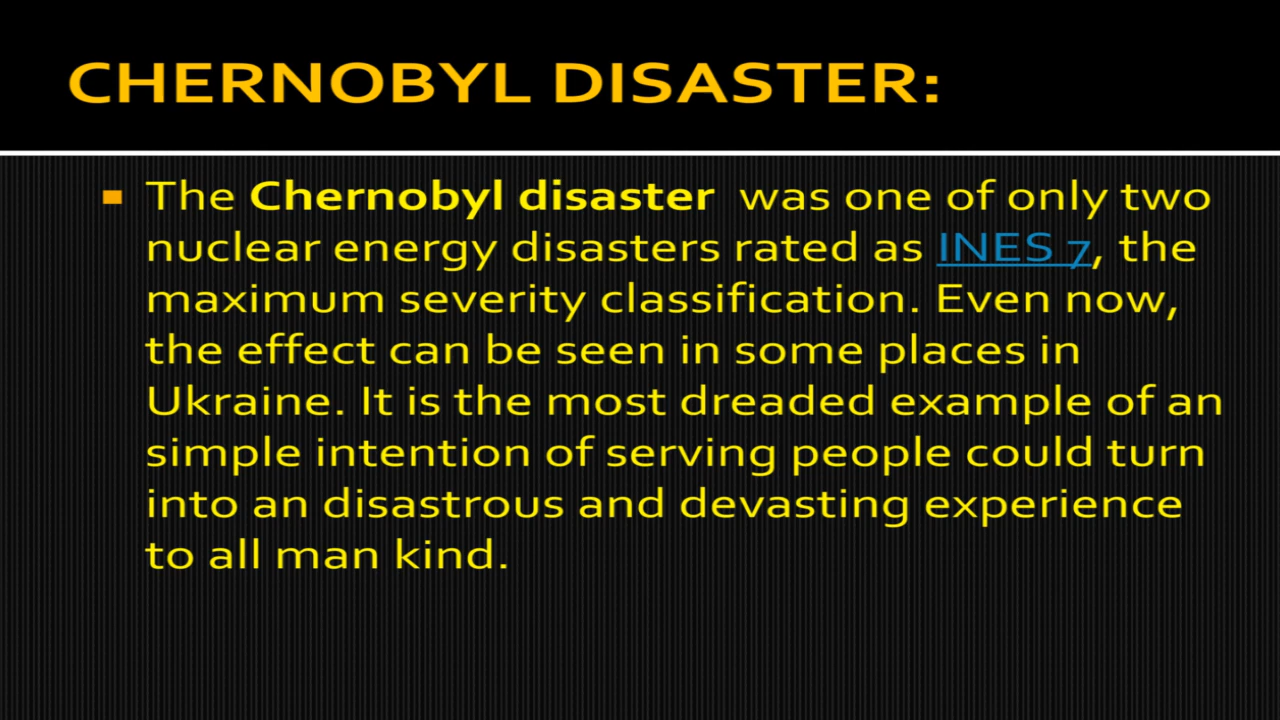 CHERNOBYL DISASTER:
The Chernobyl disaster was one of only two
nuclear energy disasters rated as INES 7, the
maximum severity classification. Even now,
the effect can be seen in some places in
Ukraine. It is the most dreaded example of an
simple intention of serving people could turn
into an disastrous and devasting experience
to all man kind.